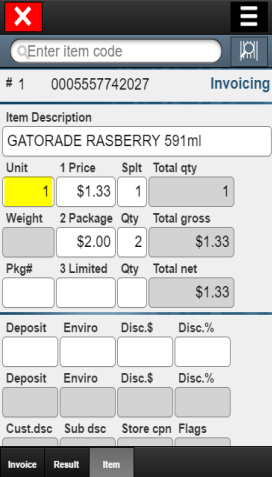 X
Enter item code
# 1 0005557742027 Invoicing
Item Description
GATORADE RASBERRY 591ml
Unit 1 Price Splt Total qty
1 $1.33 1 1
Weight 2 Package Qty Total gross
$2.00 2 $1.33
Pkg# 3 Limited Qty Total net
$1.33
Deposit Enviro Disc.$ Disc.%
Deposit Enviro Disc.$ Disc.%
Cust.dsc Sub dsc Store cpn Flags
Invoice Result Item